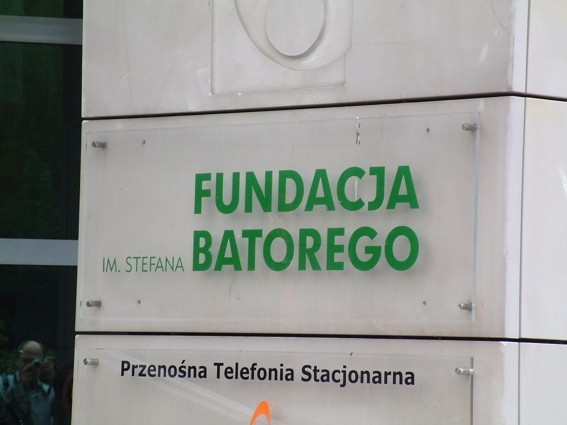 FUNDACJA
IM. STEFANA BATOREGO
Przenośna Telefonia Stacjonarna